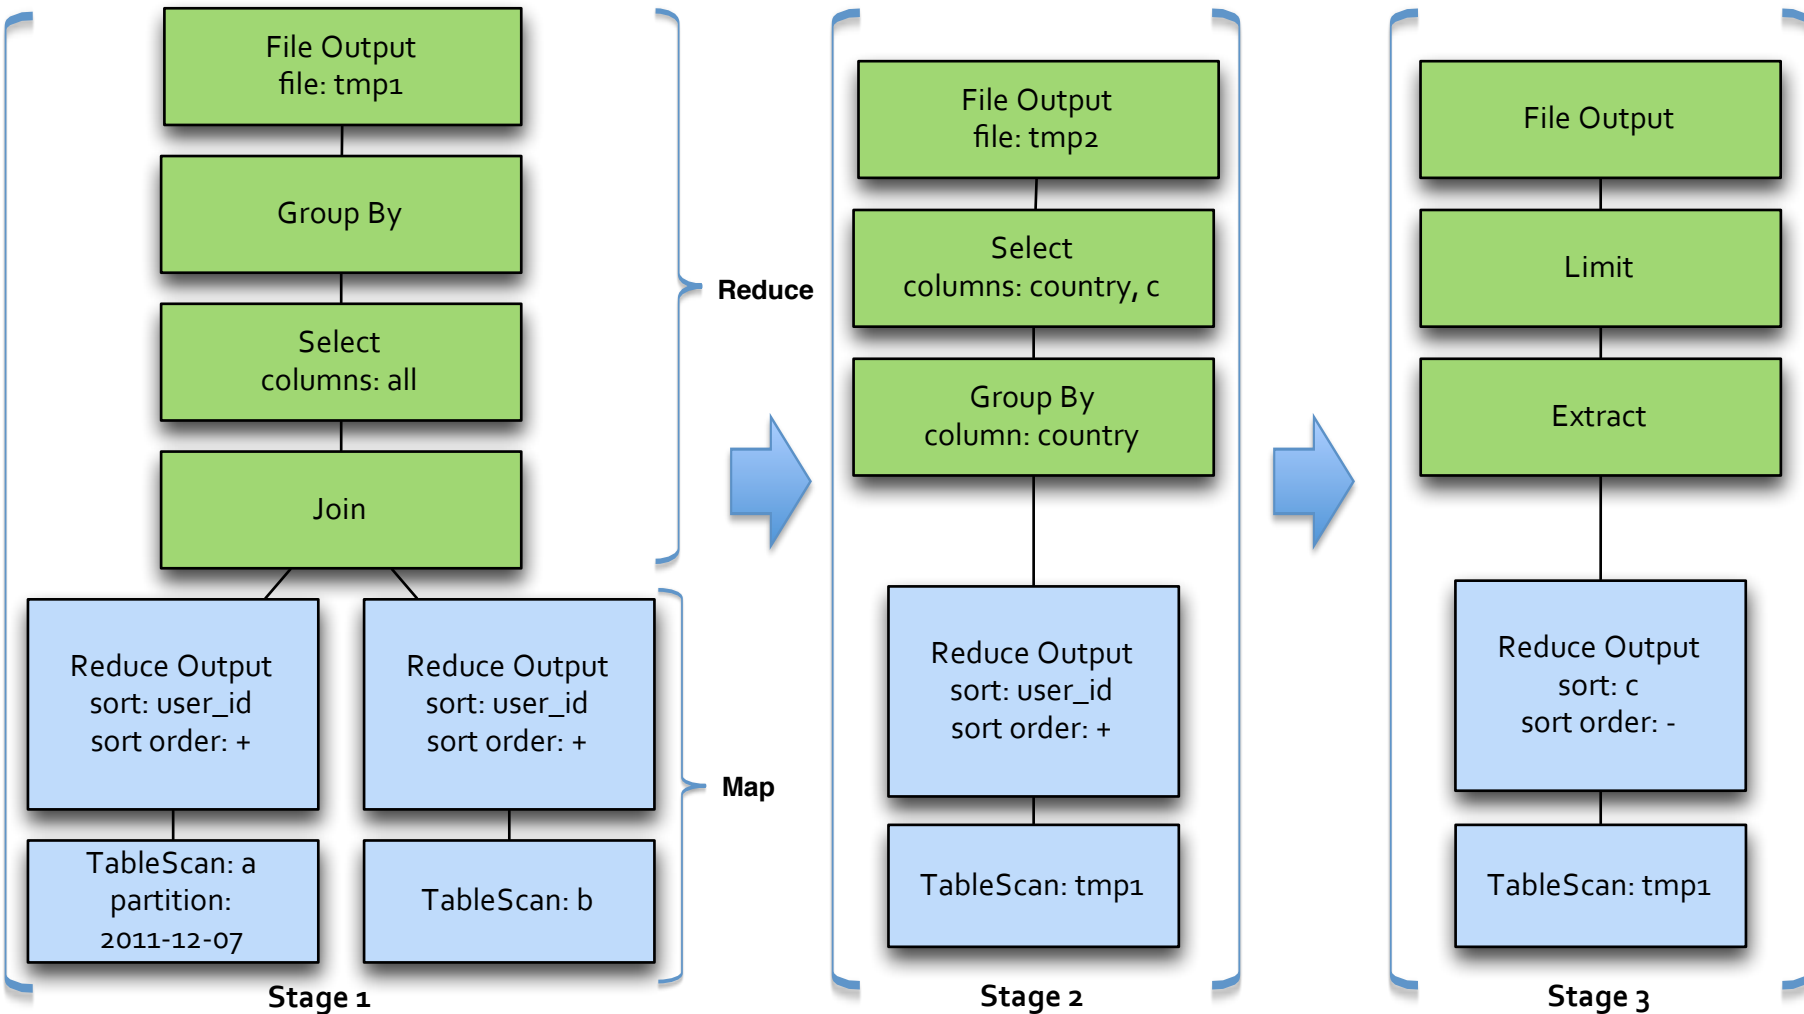 File Output
file: tmp1
Group By
Select
columns: all
Join
Reduce Output
sort: user_id
sort order: +
Reduce Output
sort: user_id
sort order: +
TableScan: a
partition:
2011-12-07
TableScan: b
Stage 1
Reduce
Map
File Output
file: tmp2
Select
columns: country, c
Group By
column: country
Reduce Output
sort: user_id
sort order: +
TableScan: tmp1
Stage 2
File Output
Limit
Extract
Reduce Output
sort: c
sort order: -
TableScan: tmp1
Stage 3